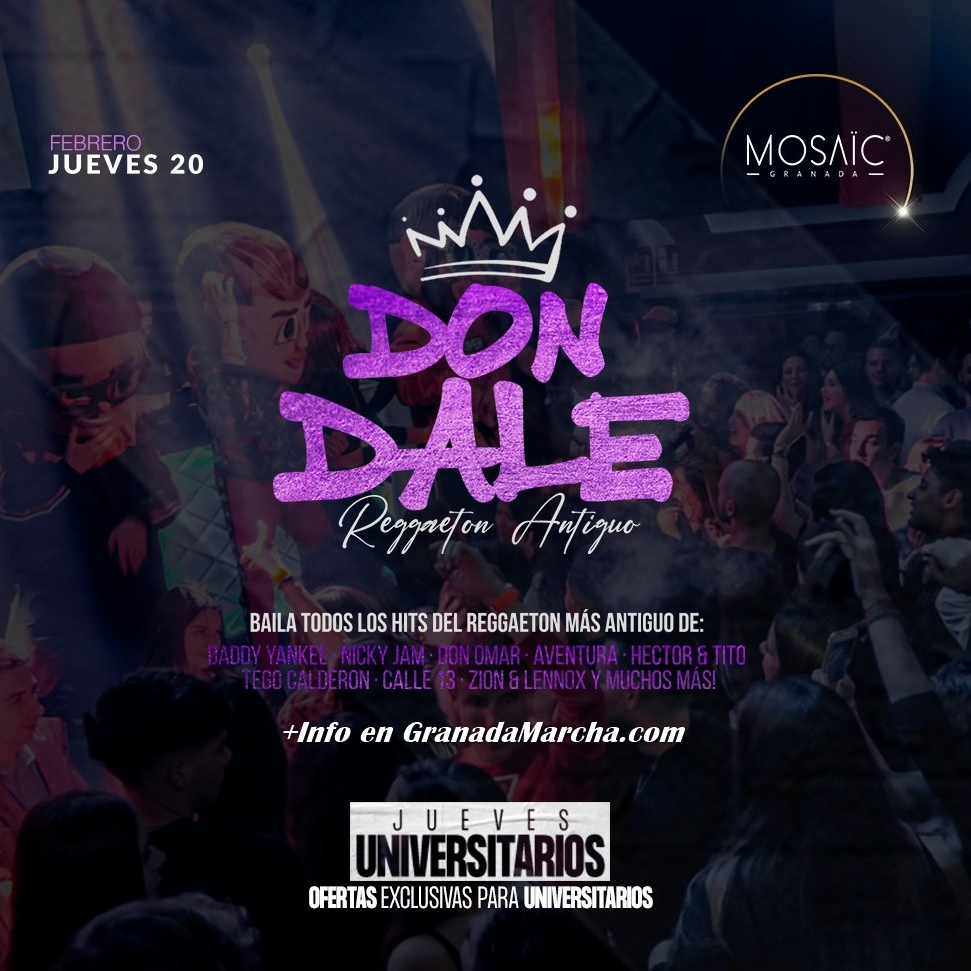 FEBRERO
JUEVES 20
MOSAÏC®
GRANADA
DON
DALE
Reggaeton Antiguo
BAILA TODOS LOS HITS DEL REGGAETON MÁS ANTIGUO DE:
DADDY YANKEE · NICKY JAM · DON OMAR · AVENTURA · HECTOR & TITO
TEGO CALDERON · CALLE 13 · ZION & LENNOX Y MUCHOS MÁS!
+Info en GranadaMarcha.com
JUEVES
UNIVERSITARIOS
OFERTAS EXCLUSIVAS PARA UNIVERSITARIOS